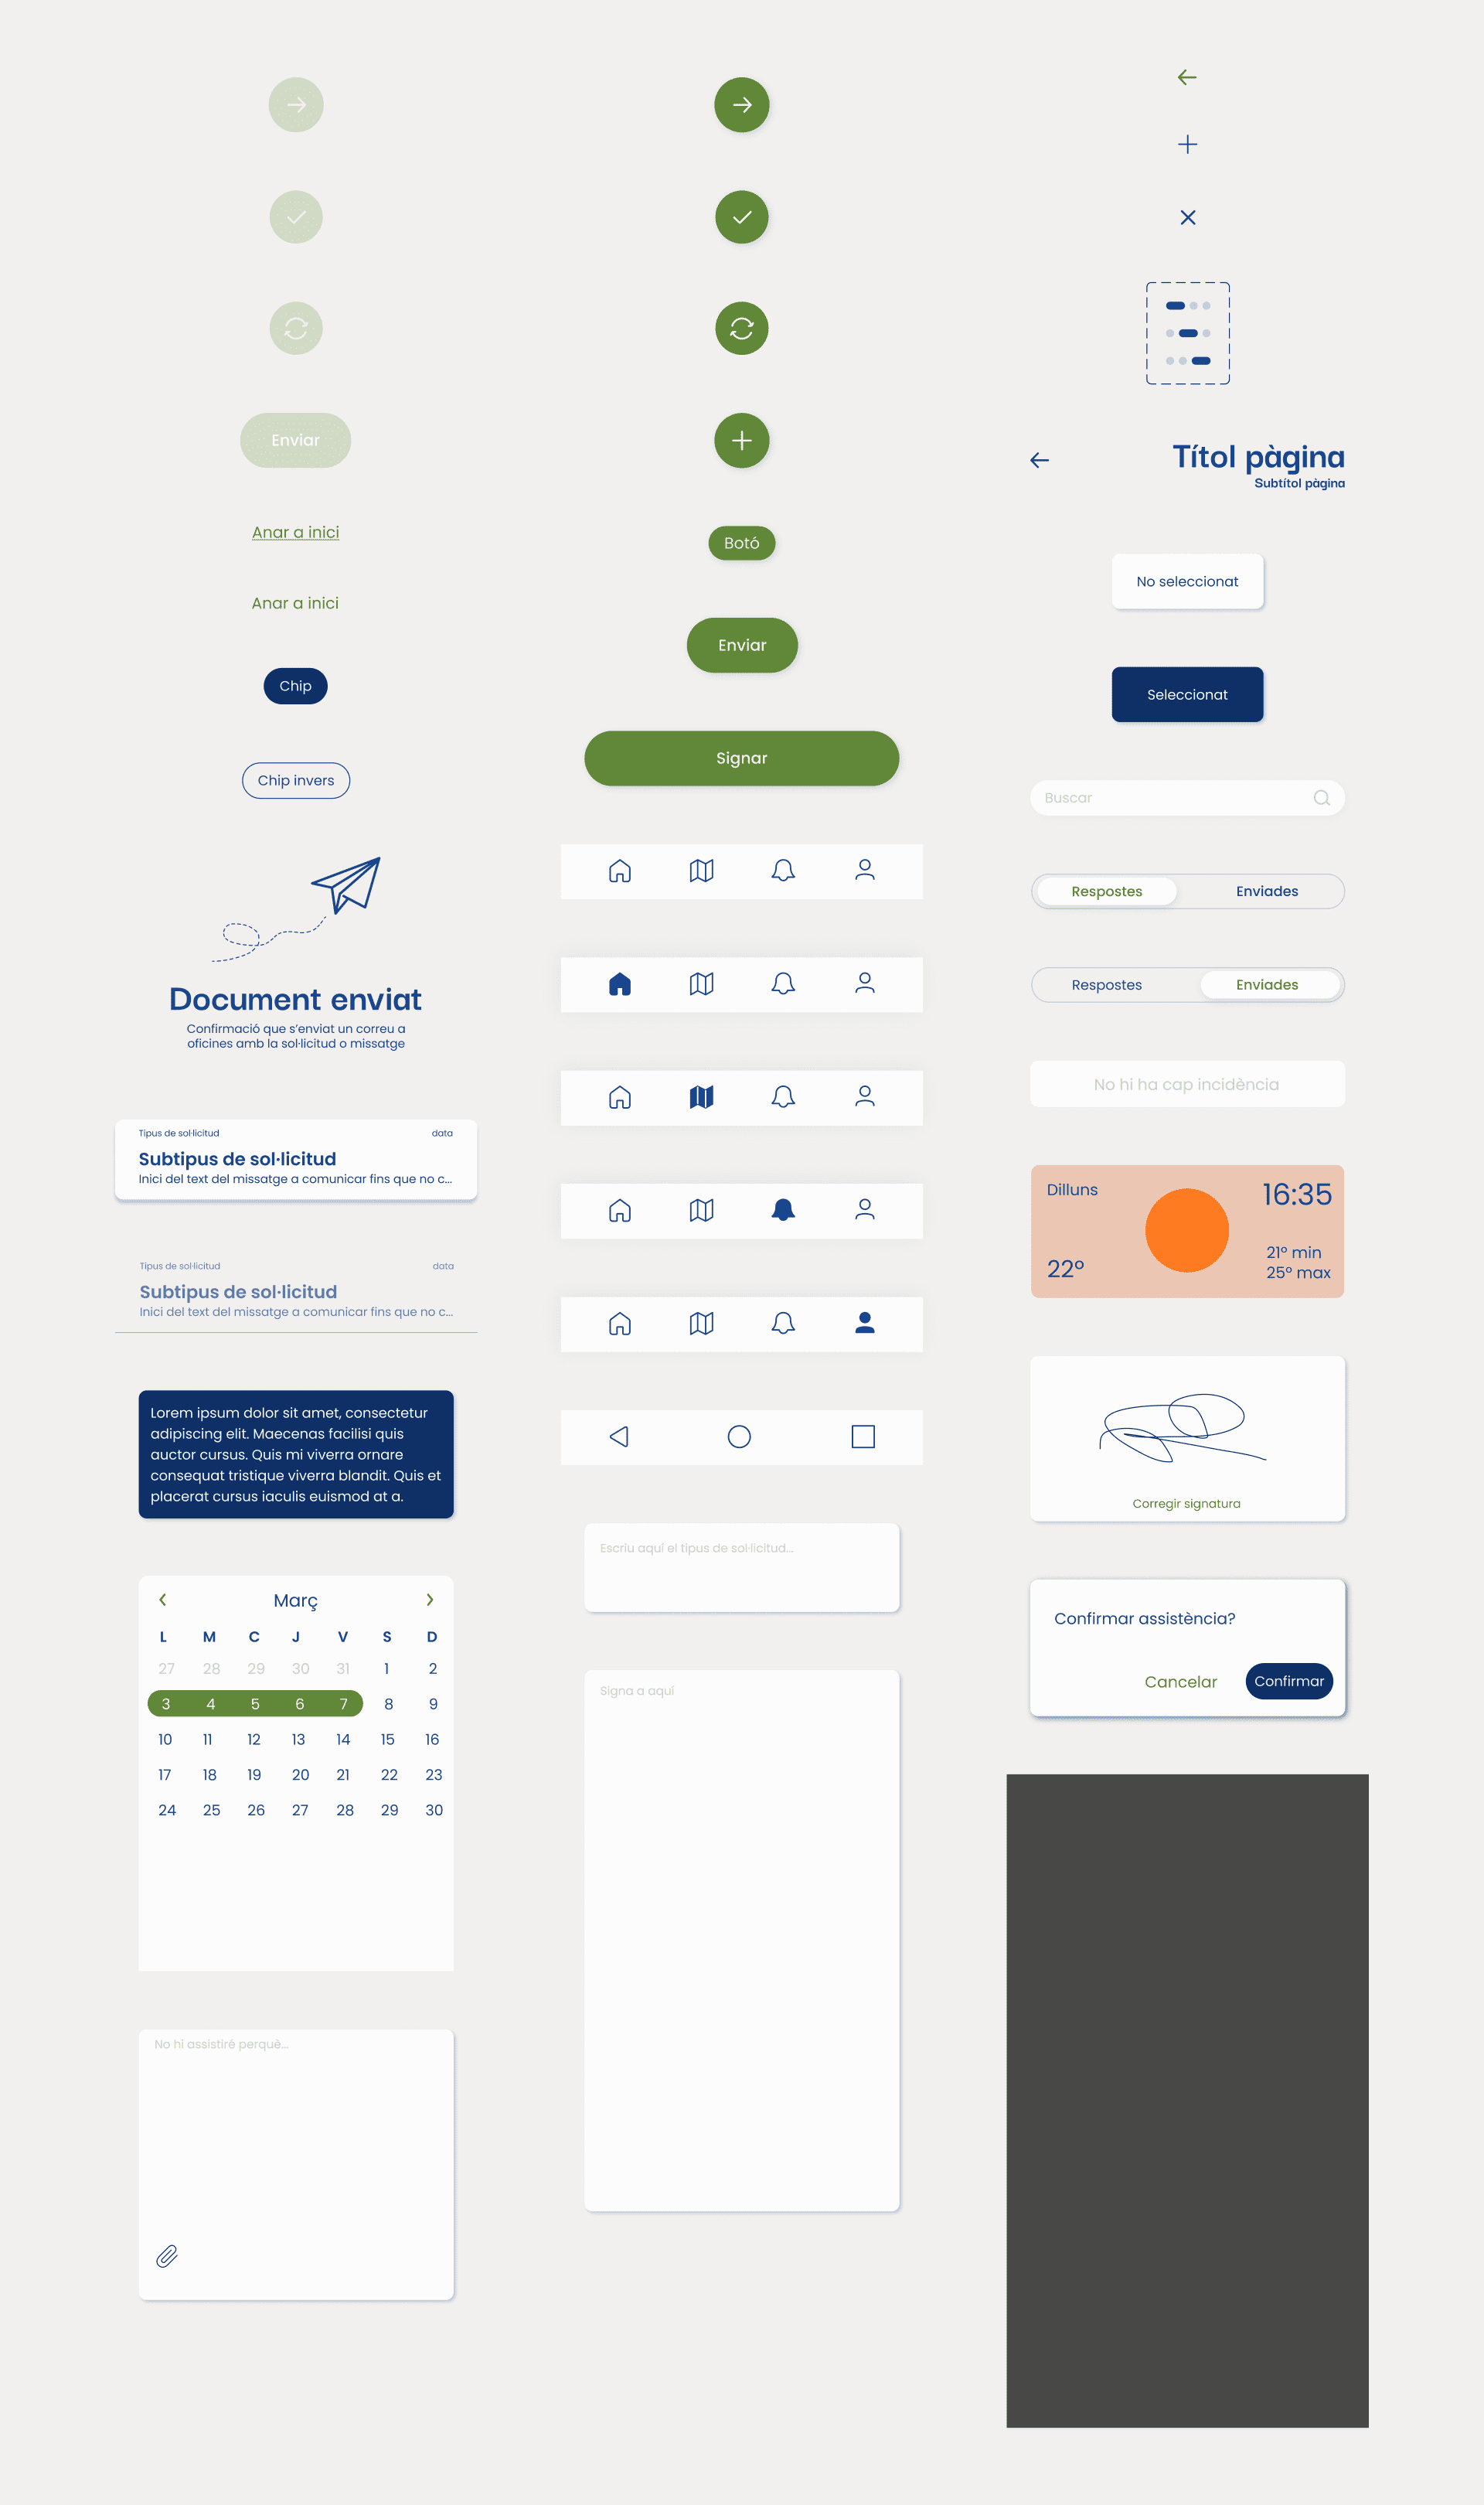 Enviar
Anar a inici
Anar a inici
Chip
Chip invers
Document enviat
Confirmació que s'enviat un correu a
oficines amb la sol·licitud o missatge
Tipus de sol·licitud data
Subtipus de sol·licitud
Inici del text del missatge a comunicar fins que no c...
Tipus de sol·licitud data
Subtipus de sol·licitud
Inici del text del missatge a comunicar fins que no c...
Lorem ipsum dolor sit amet, consectetur
adipiscing elit. Maecenas facilisi quis
auctor cursus. Quis mi viverra ornare
consequat tristique viverra blandit. Quis et
placerat cursus iaculis euismod at a.
Març
L M C J V S D
27 28 29 30 31 1 2
3 4 5 6 7 8 9
10 11 12 13 14 15 16
17 18 19 20 21 22 23
24 25 26 27 28 29 30
No hi assistiré perquè...
Botó
Enviar
Signar
Escriu aquí el tipus de sol·licitud...
Signa a aquí
Títol pàgina
Subtítol pàgina
No seleccionat
Seleccionat
Buscar
Respostes Enviades
Respostes Enviades
No hi ha cap incidència
Dilluns 16:35
21º min
22º 25º max
Corregir signatura
Confirmar assistència?
Cancelar Confirmar